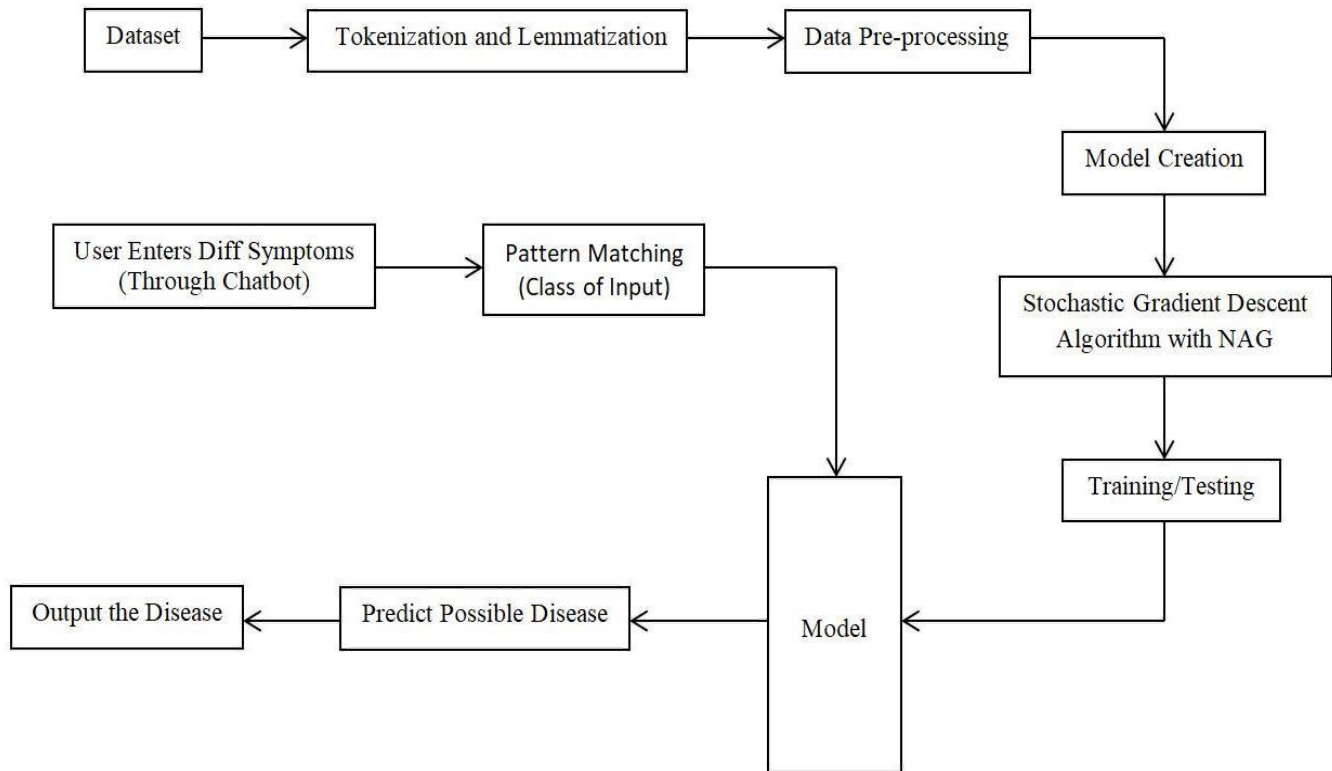 Dataset
Tokenization and Lemmatization
Data Pre-processing
Model Creation
User Enters Diff Symptoms
(Through Chatbot)
Pattern Matching
(Class of Input)
Stochastic Gradient Descent
Algorithm with NAG
Training/Testing
Output the Disease
Predict Possible Disease
Model